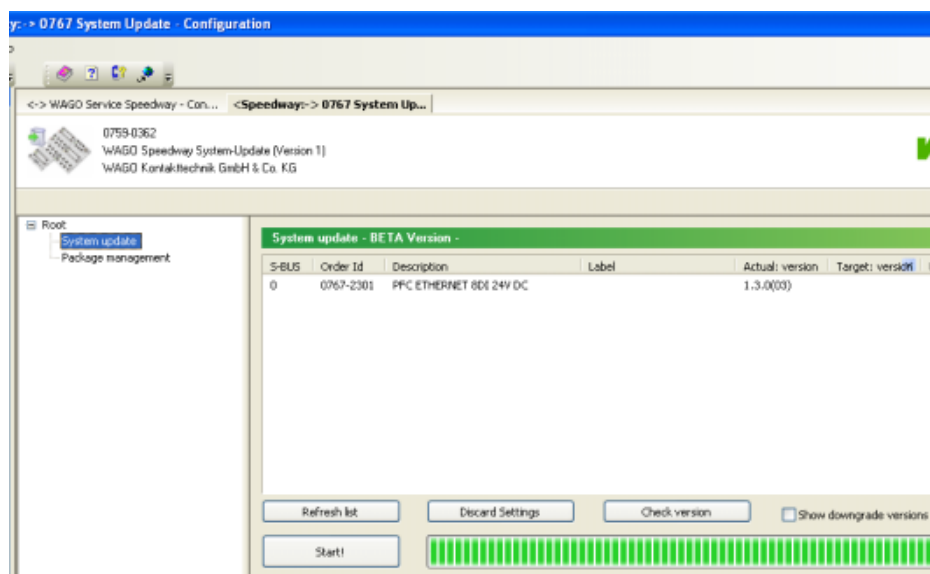 y:-> 0767 System Update - Configuration
<-> WAGO Service Speedway - Con... <Speedway:-> 0767 System Up...
0759-0362
WAGO Speedway System-Update (Version 1)
WAGO Kontakttechnik GmbH & Co. KG
Root
System update
Package management
System update - BETA Version -
S-BUS Order Id Description Label Actual: version Target: version
0 0767-2301 PFC ETHERNET 8DI 24V DC 1.3.0(03)
Refresh list Discard Settings Check version Show downgrade versions
Start!